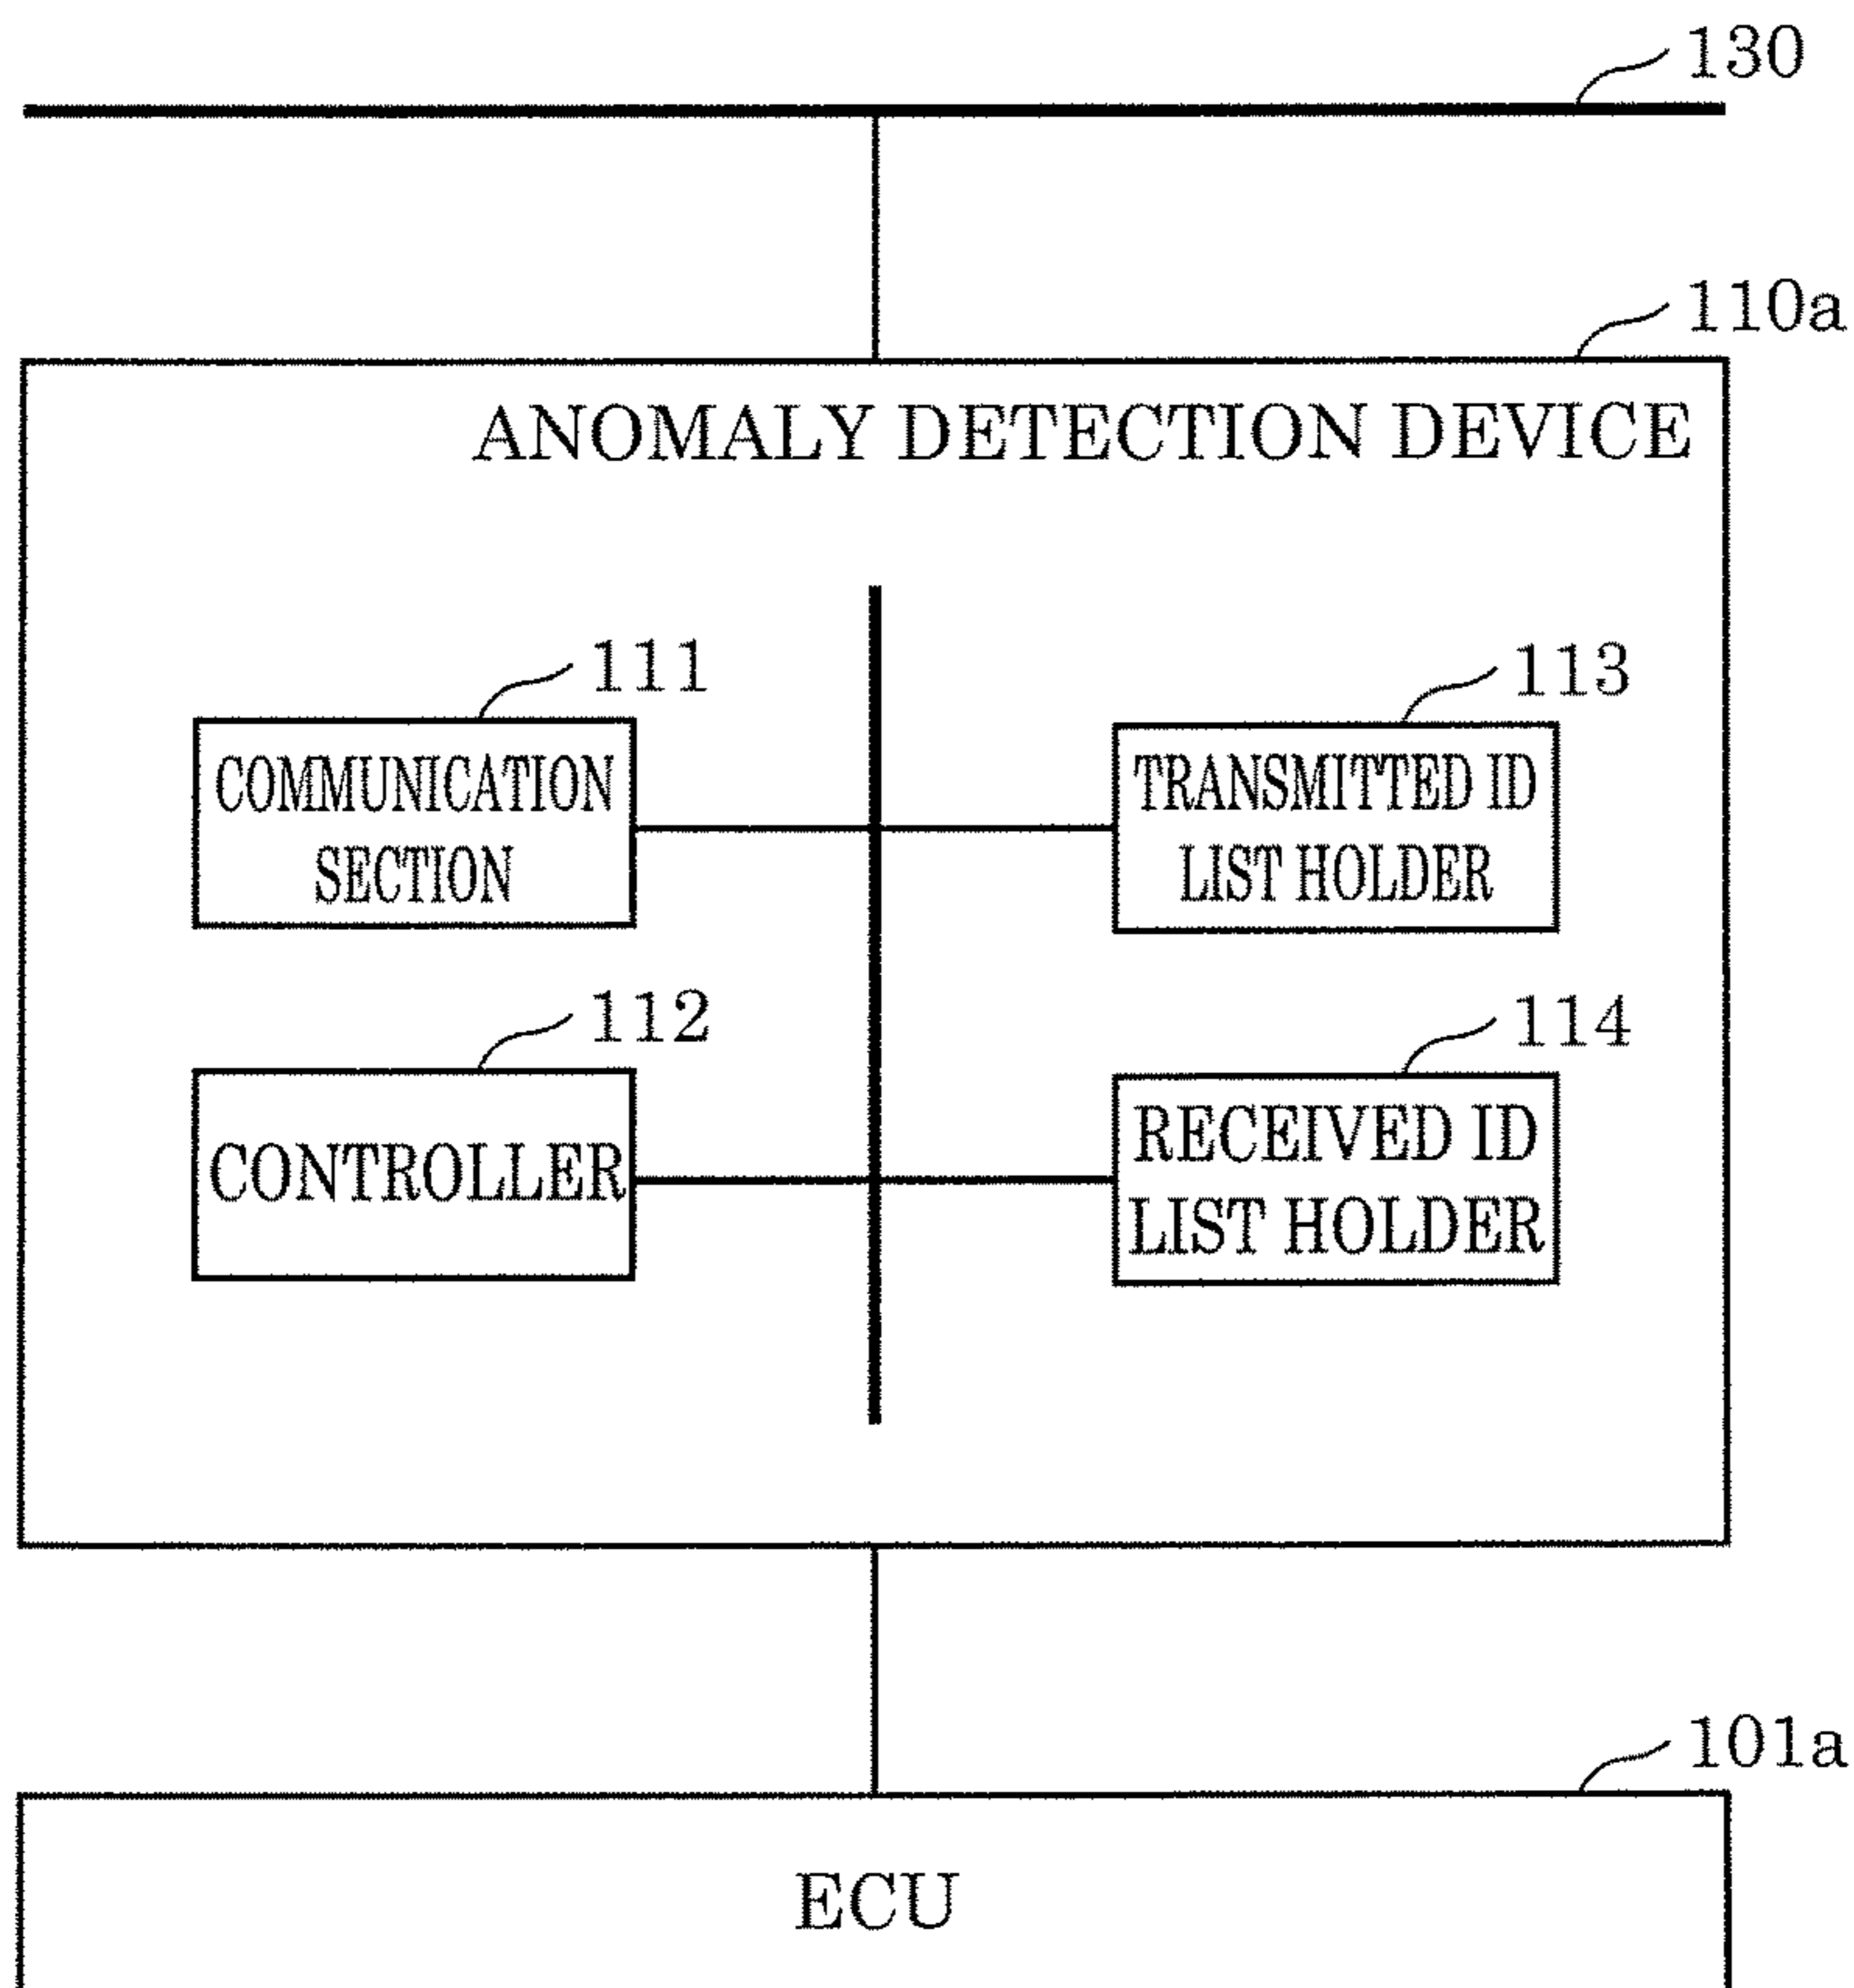 130
110a
ANOMALY DETECTION DEVICE
111
113
COMMUNICATION
SECTION
TRANSMITTED ID
LIST HOLDER
112
114
CONTROLLER
RECEIVED ID
LIST HOLDER
101a
ECU